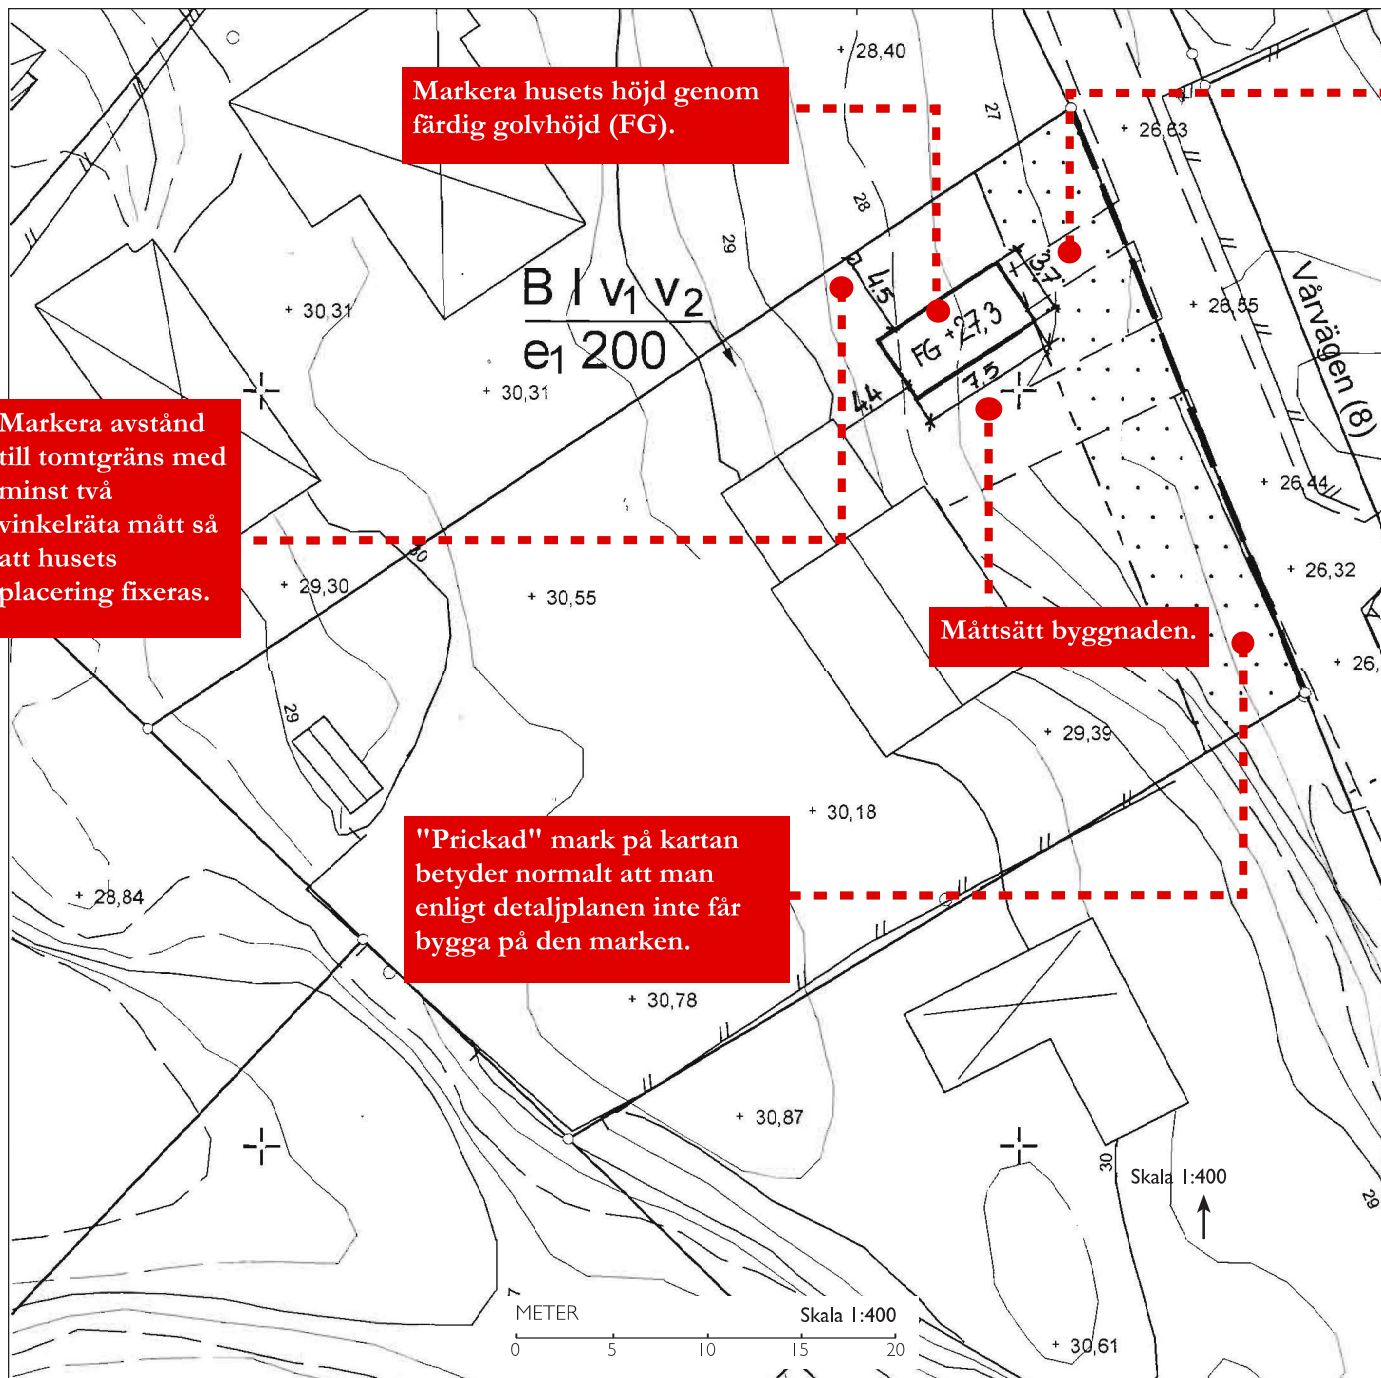 28,40
Markera husets höjd genom
färdig golvhöjd (FG).
27
26,63
28
29
B I v1 v2
e1 200
4.5
3.7
30,31
FG +27,3
26,55
Vårvägen (8)
7.5
30,31
4.4
Markera avstånd
till tomtgräns med
minst två
vinkelräta mått så
att husets
placering fixeras.
26,44
30
29,30
30,55
26,32
Måttsätt byggnaden.
26,
29
29,39
30,18
"Prickad" mark på kartan
betyder normalt att man
enligt detaljplanen inte får
bygga på den marken.
28,84
30,78
30,87
30
Skala 1:400
29
METER
Skala 1:400
0 5 10 15 20
30,61